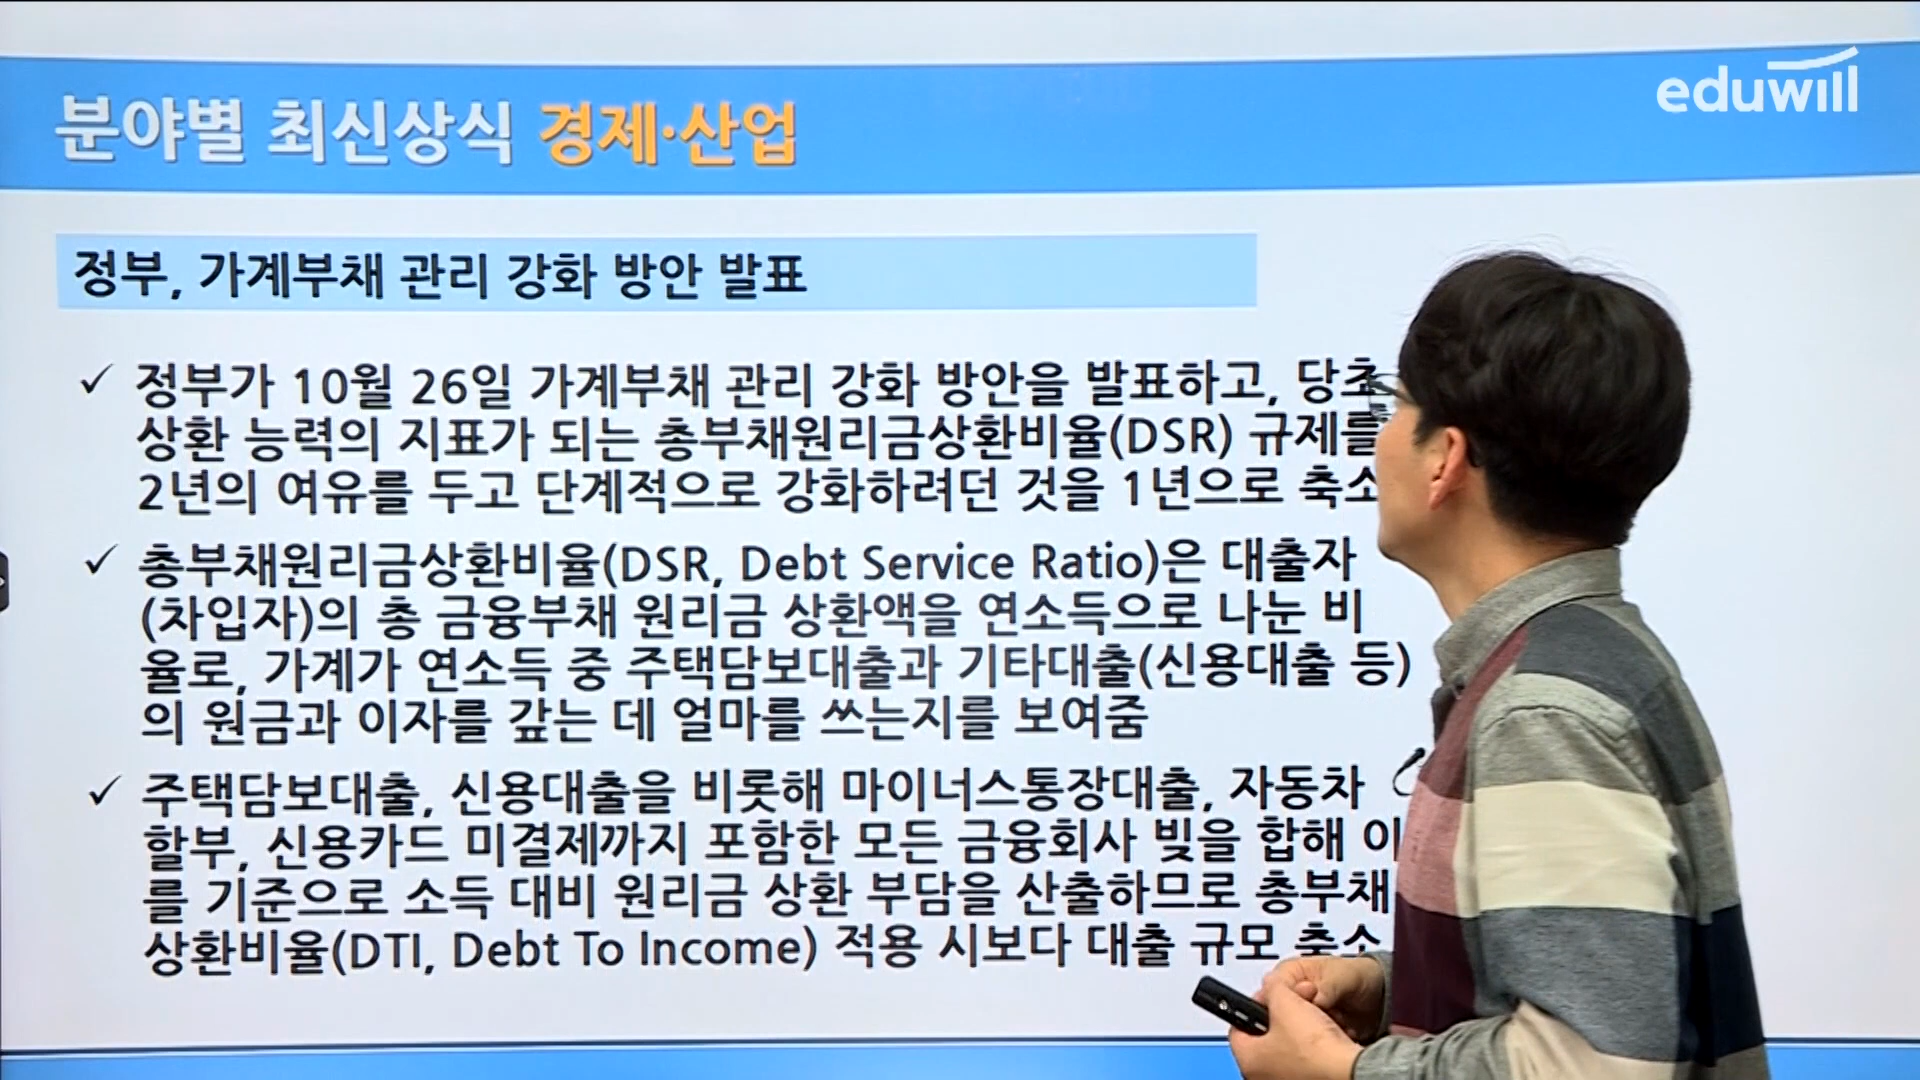 eduwill
분야별 최신상식 경제·산업
정부, 가계부채 관리 강화 방안 발표
✓ 정부가 10월 26일 가계부채 관리 강화 방안을 발표하고, 당초
상환 능력의 지표가 되는 총부채원리금상환비율(DSR) 규제를
2년의 여유를 두고 단계적으로 강화하려던 것을 1년으로 축소
✓ 총부채원리금상환비율(DSR, Debt Service Ratio)은 대출자
(차입자)의 총 금융부채 원리금 상환액을 연소득으로 나눈 비
율로, 가계가 연소득 중 주택담보대출과 기타대출(신용대출 등)
의 원금과 이자를 갚는 데 얼마를 쓰는지를 보여줌
✓ 주택담보대출, 신용대출을 비롯해 마이너스통장대출, 자동차
할부, 신용카드 미결제까지 포함한 모든 금융회사 빚을 합해 이
를 기준으로 소득 대비 원리금 상환 부담을 산출하므로 총부채
상환비율(DTI, Debt To Income) 적용 시보다 대출 규모 축소